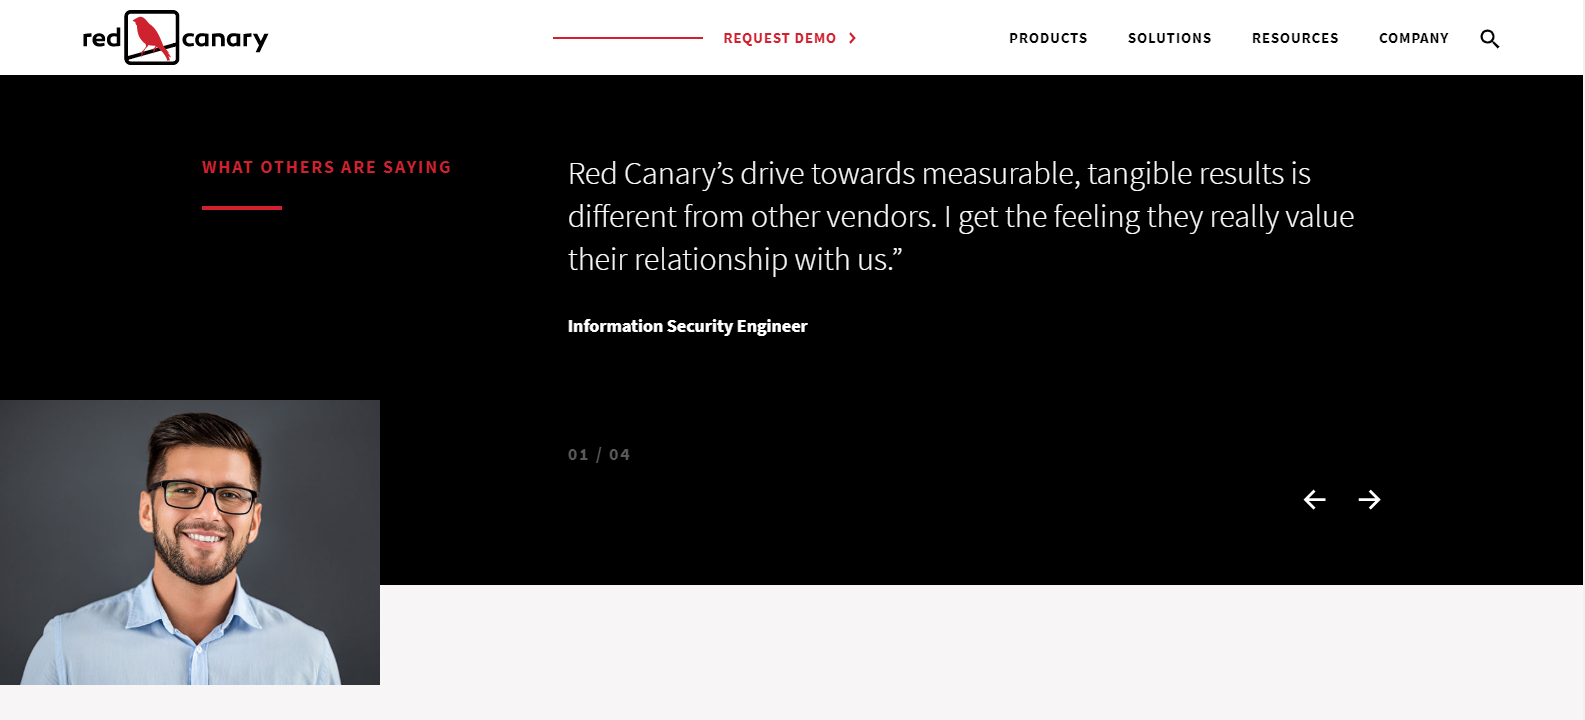 red canary
REQUEST DEMO
PRODUCTS
SOLUTIONS
RESOURCES
COMPANY
WHAT OTHERS ARE SAYING
Red Canary’s drive towards measurable, tangible results is
different from other vendors. I get the feeling they really value
their relationship with us.”
Information Security Engineer
01 / 04